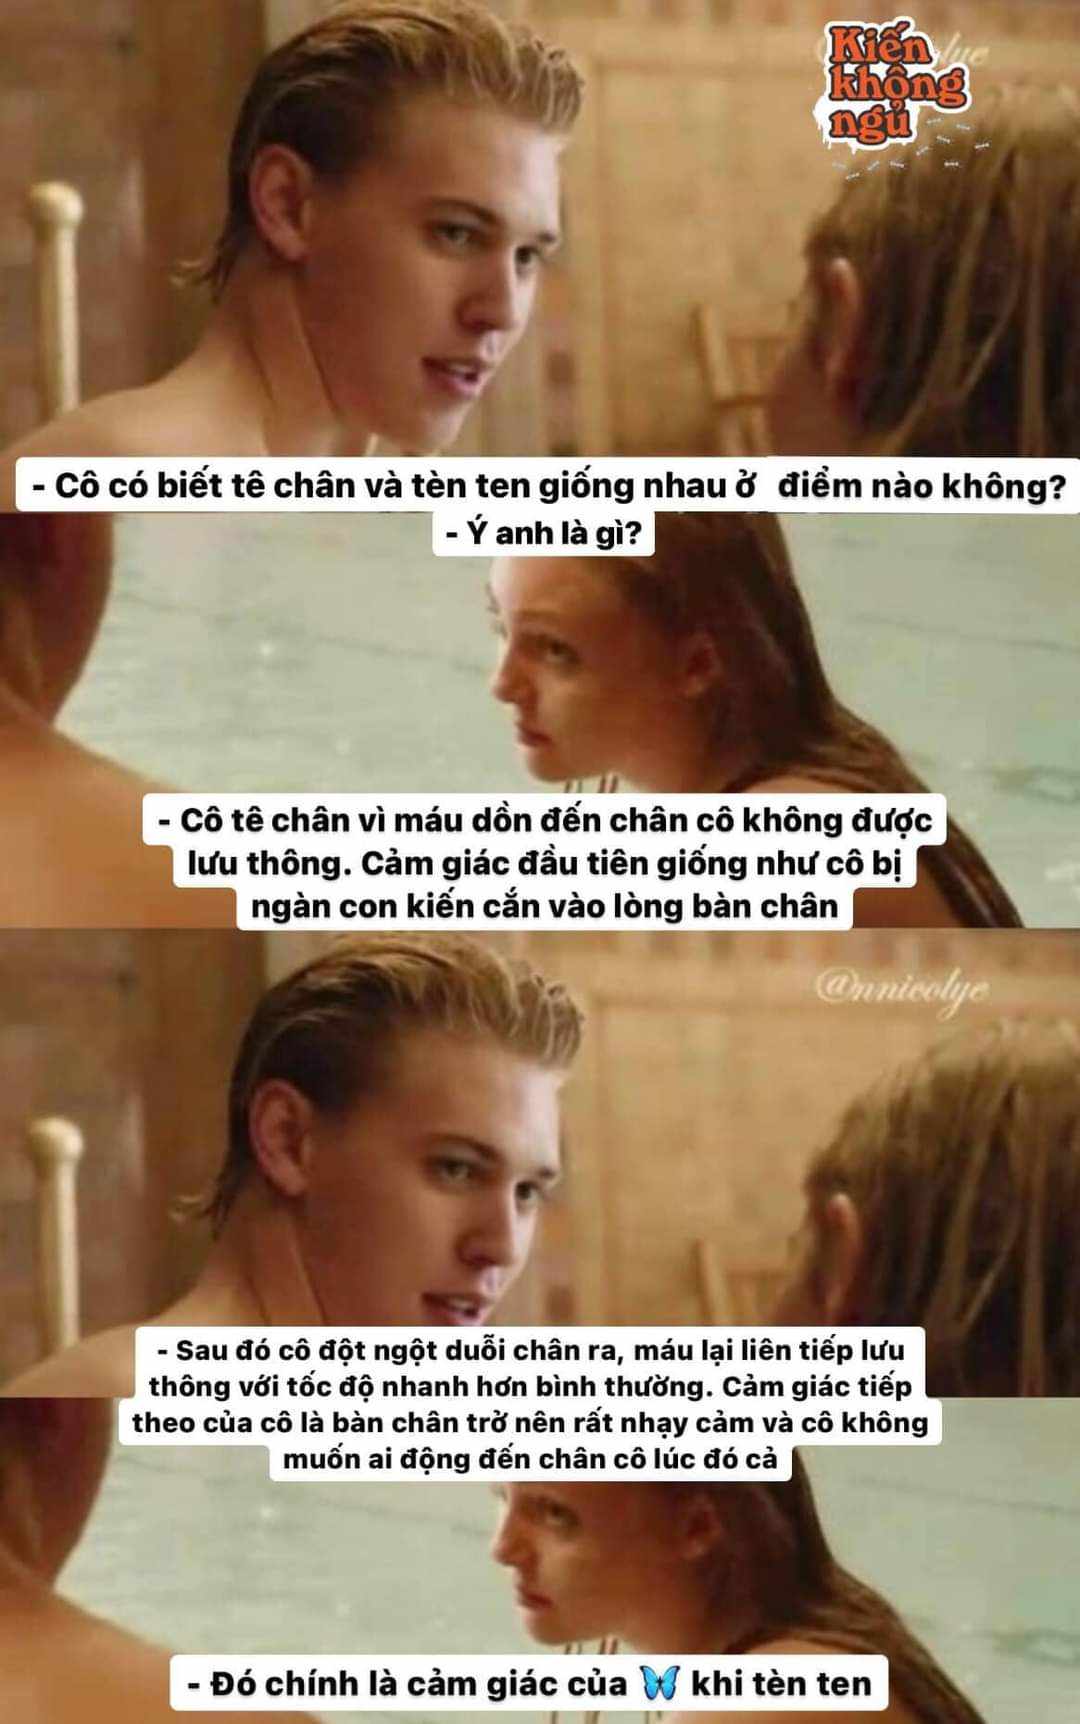 Kiến
không
ngủ
- Cô có biết tê chân và tèn ten giống nhau ở điểm nào không?
- Ý anh là gì?
- Cô tê chân vì máu dồn đến chân cô không được
lưu thông. Cảm giác đầu tiên giống như cô bị
ngàn con kiến cắn vào lòng bàn chân
@nnicolye
- Sau đó cô đột ngột duỗi chân ra, máu lại liên tiếp lưu
thông với tốc độ nhanh hơn bình thường. Cảm giác tiếp
theo của cô là bàn chân trở nên rất nhạy cảm và cô không
muốn ai động đến chân cô lúc đó cả
- Đó chính là cảm giác của 🦋 khi tèn ten